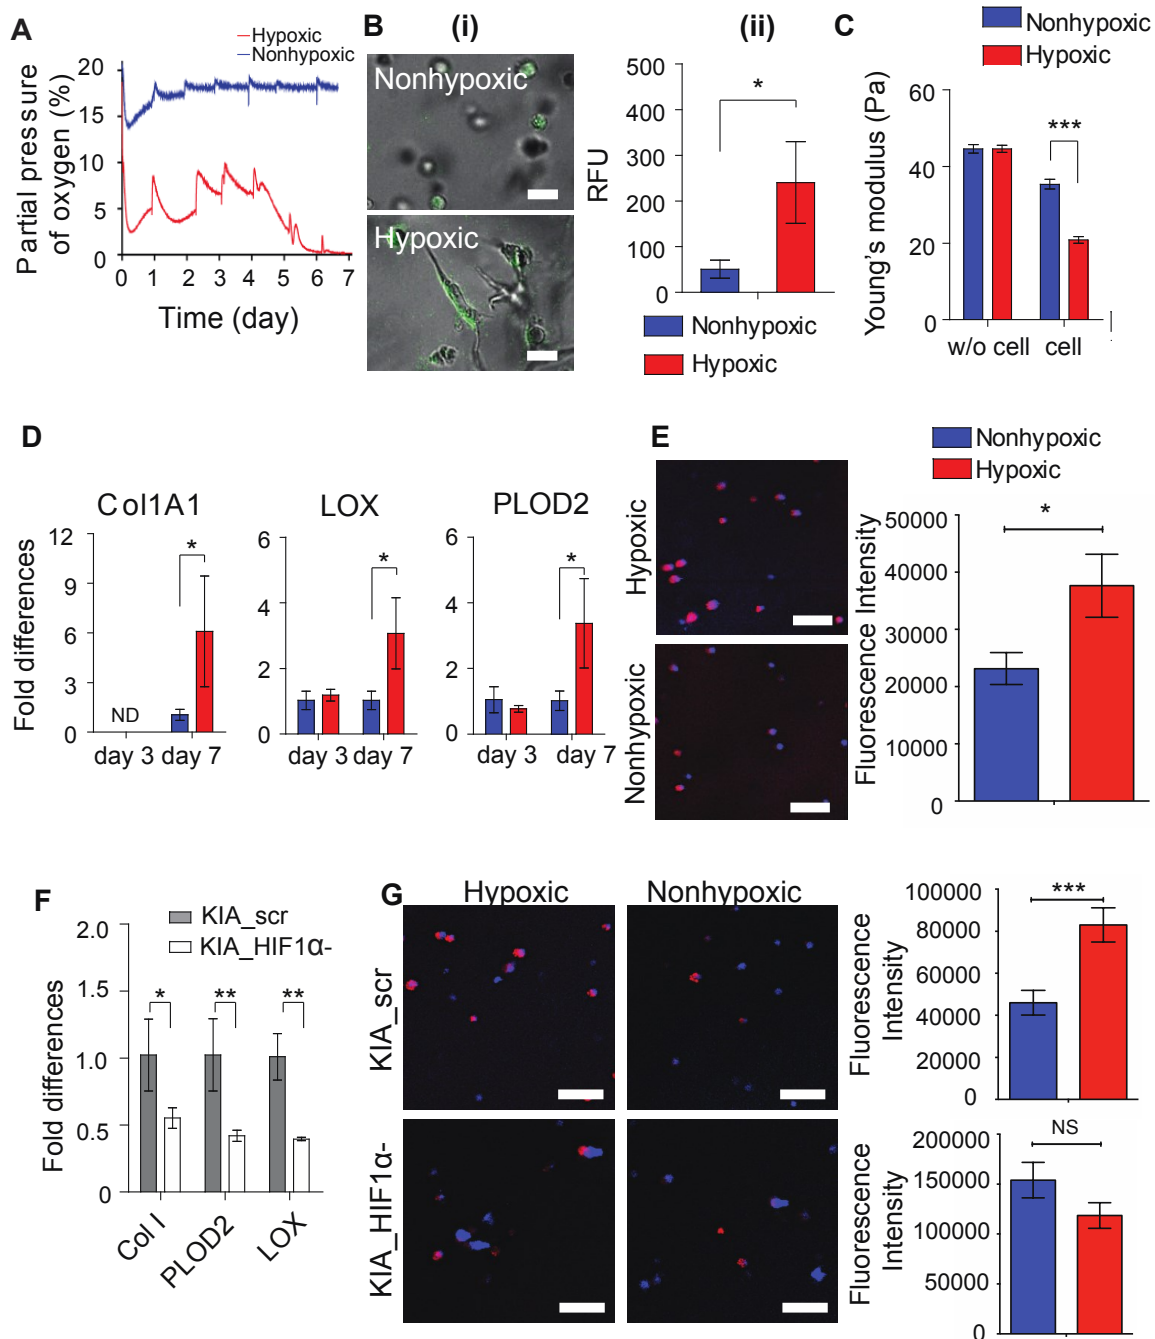 A
Hypoxic
Nonhypoxic
Partial pressure
of oxygen (%)
20
15
10
5
0
0 1 2 3 4 5 6 7
Time (day)
B
(i)
Nonhypoxic
Hypoxic
(ii)
RFU
500
400
300
200
100
0
*
Nonhypoxic
Hypoxic
C
Nonhypoxic
Hypoxic
Young's modulus (Pa)
60
40
20
0
***
w/o cell cell
D
Fold differences
Col1A1
12
9
6
3
0
ND
*
day 3 day 7
LOX
6
4
2
0
*
day 3 day 7
PLOD2
6
4
2
0
*
day 3 day 7
E
Hypoxic
Nonhypoxic
Nonhypoxic
Hypoxic
Fluorescence Intensity
50000
40000
30000
20000
10000
0
*
F
KIA_scr
KIA_HIF1α-
Fold differences
2.0
1.5
1.0
0.5
0
* ** **
Col I
PLOD2
LOX
G
Hypoxic
Nonhypoxic
KIA_scr
KIA_HIF1α-
Fluorescence
Intensity
100000
80000
60000
40000
20000
0
***
Fluorescence
Intensity
200000
150000
100000
50000
0
NS